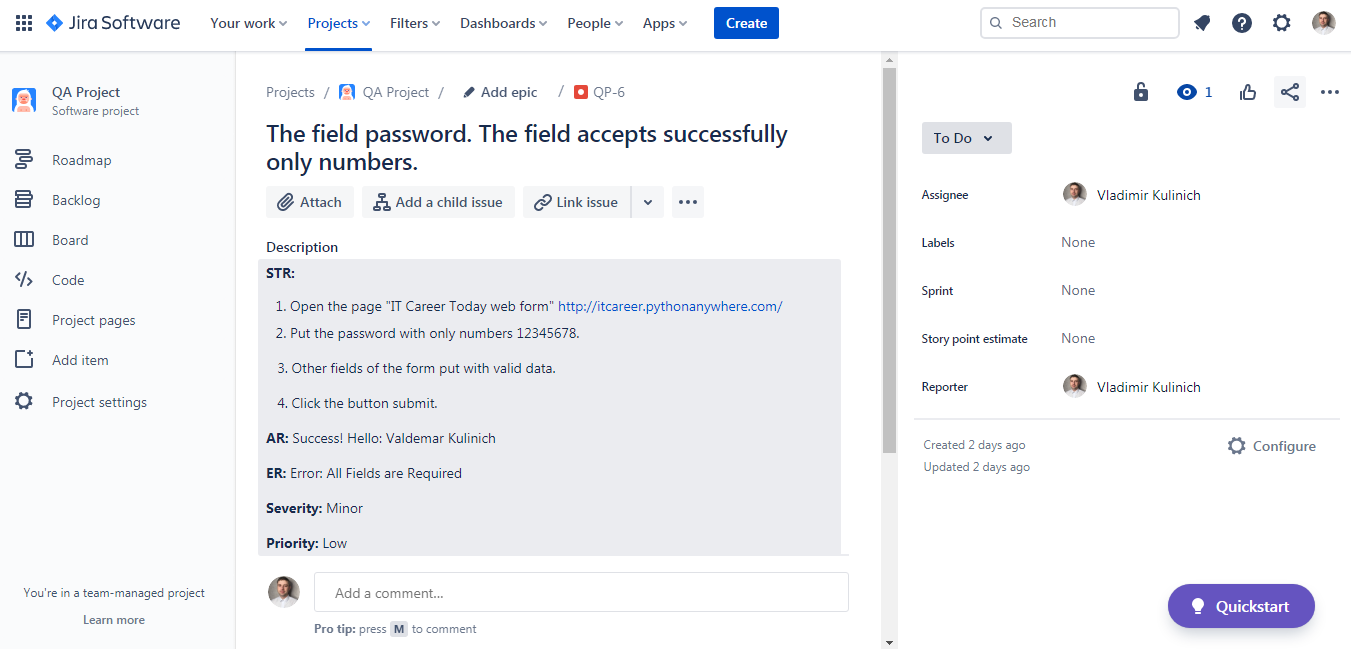 Jira Software Your work Projects Filters Dashboards People Apps Create Search
QA Project
Software project
Roadmap
Backlog
Board
Code
Project pages
Add item
Project settings
You're in a team-managed project
Learn more
Projects / QA Project / Add epic / QP-6
The field password. The field accepts successfully
only numbers.
Attach Add a child issue Link issue
Description
STR:
1. Open the page "IT Career Today web form" http://itcareer.pythonanywhere.com/
2. Put the password with only numbers 12345678.
3. Other fields of the form put with valid data.
4. Click the button submit.
AR: Success! Hello: Valdemar Kulinich
ER: Error: All Fields are Required
Severity: Minor
Priority: Low
Add a comment...
Pro tip: press M to comment
1
To Do
Assignee Vladimir Kulinich
Labels None
Sprint None
Story point estimate None
Reporter Vladimir Kulinich
Created 2 days ago
Updated 2 days ago
Configure
Quickstart